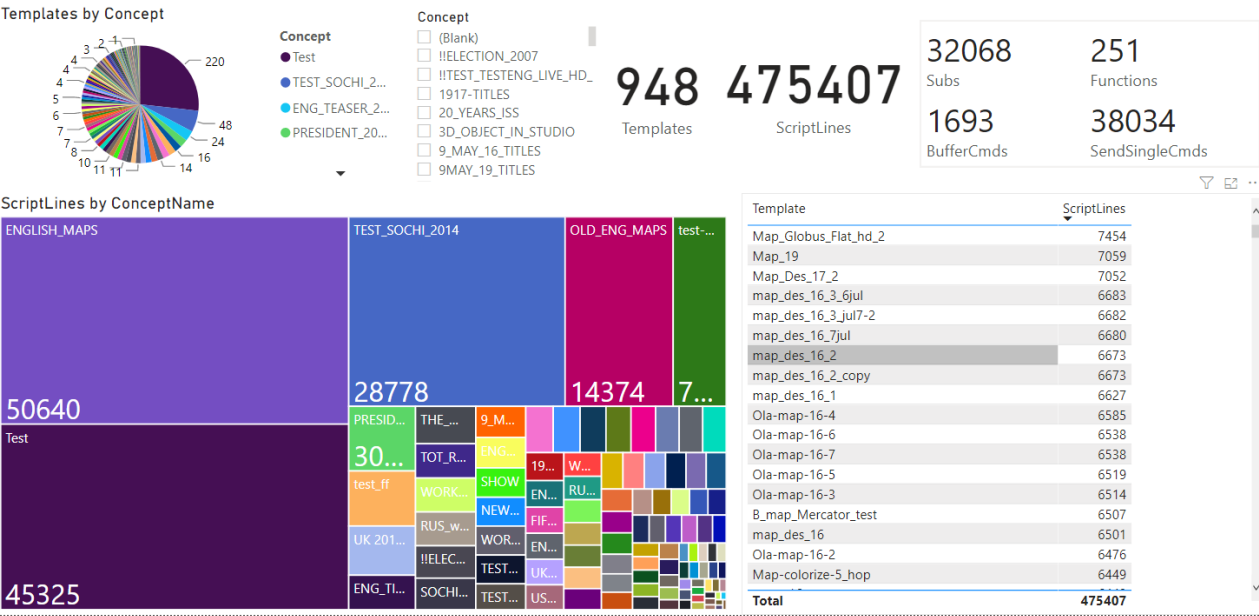 Templates by Concept
220
48
24
16
14
11
11
10
8
7
7
6
5
4
4
3
2
1
Concept
Test
TEST_SOCHI_2...
ENG_TEASER_2...
PRESIDENT_20...
Concept
(Blank)
!!ELECTION_2007
!!TEST_TESTENG_LIVE_HD_
1917-TITLES
20_YEARS_ISS
3D_OBJECT_IN_STUDIO
9_MAY_16_TITLES
9MAY_19_TITLES
948
Templates
475407
ScriptLines
32068
Subs
251
Functions
1693
BufferCmds
38034
SendSingleCmds
ScriptLines by ConceptName
ENGLISH_MAPS
50640
Test
45325
TEST_SOCHI_2014
28778
OLD_ENG_MAPS
14374
test-...
7...
PRESID...
30...
test_ff
UK 201...
ENG_TI...
THE_...
TOT_R...
WORK...
RUS_w...
!!ELEC...
SOCHI...
9_M...
ENG...
SHOW
NEW...
WOR...
TEST...
TEST...
19...
EN...
FIF...
EN...
UK...
US...
W...
RU...
Template ScriptLines
Map_Globus_Flat_hd_2 7454
Map_19 7059
Map_Des_17_2 7052
map_des_16_3_6jul 6683
map_des_16_3_jul7-2 6682
map_des_16_7jul 6680
map_des_16_2 6673
map_des_16_2_copy 6673
map_des_16_1 6627
Ola-map-16-4 6585
Ola-map-16-6 6538
Ola-map-16-7 6538
Ola-map-16-5 6519
Ola-map-16-3 6514
B_map_Mercator_test 6507
map_des_16 6501
Ola-map-16-2 6476
Map-colorize-5_hop 6449
Total 475407